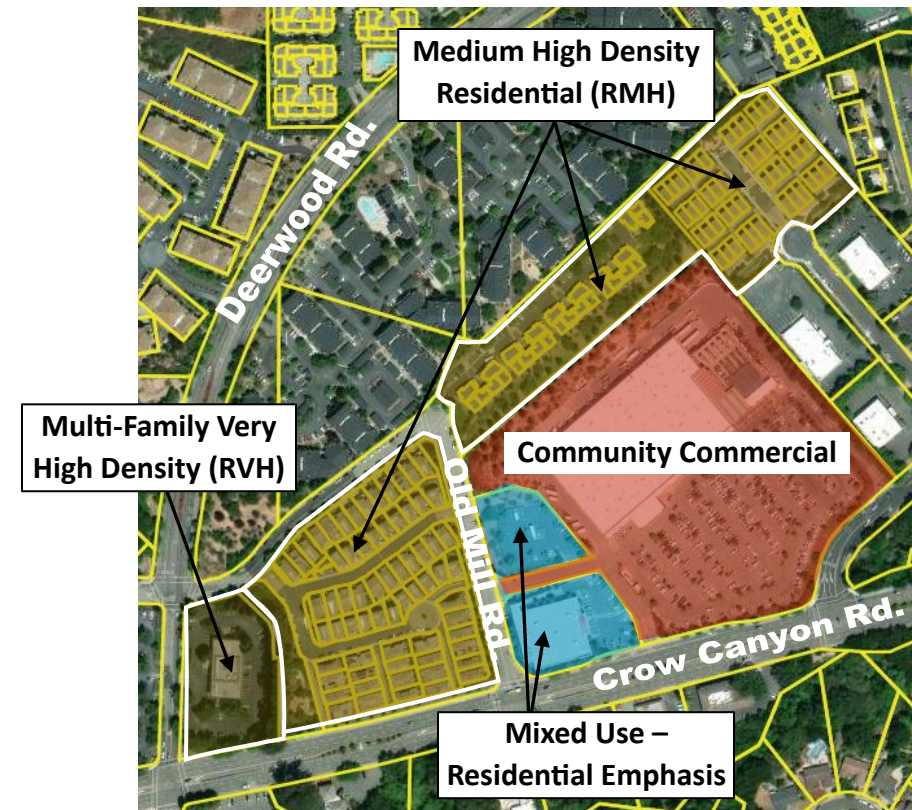 Medium High Density
Residential (RMH)
Deerwood Rd.
Multi-Family Very
High Density (RVH)
Community Commercial
Old Mill Rd.
Crow Canyon Rd.
Mixed Use –
Residential Emphasis